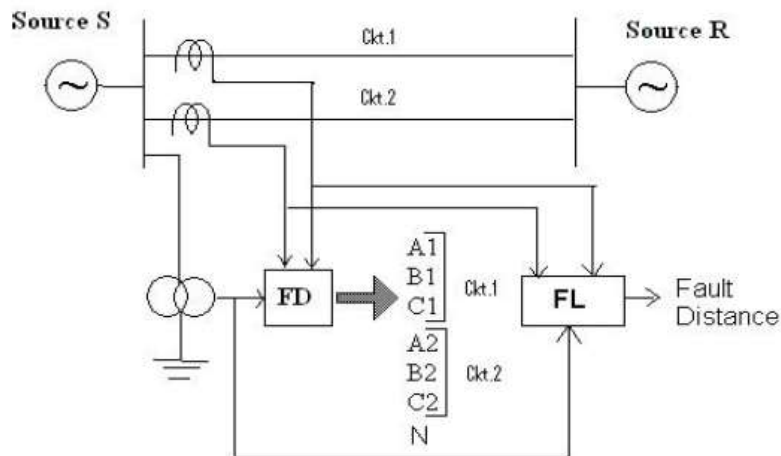 Source S
Ckt.1
Source R
Ckt.2
A1
B1
C1
Ckt.1
FD
FL
Fault
Distance
A2
B2
C2
Ckt.2
N